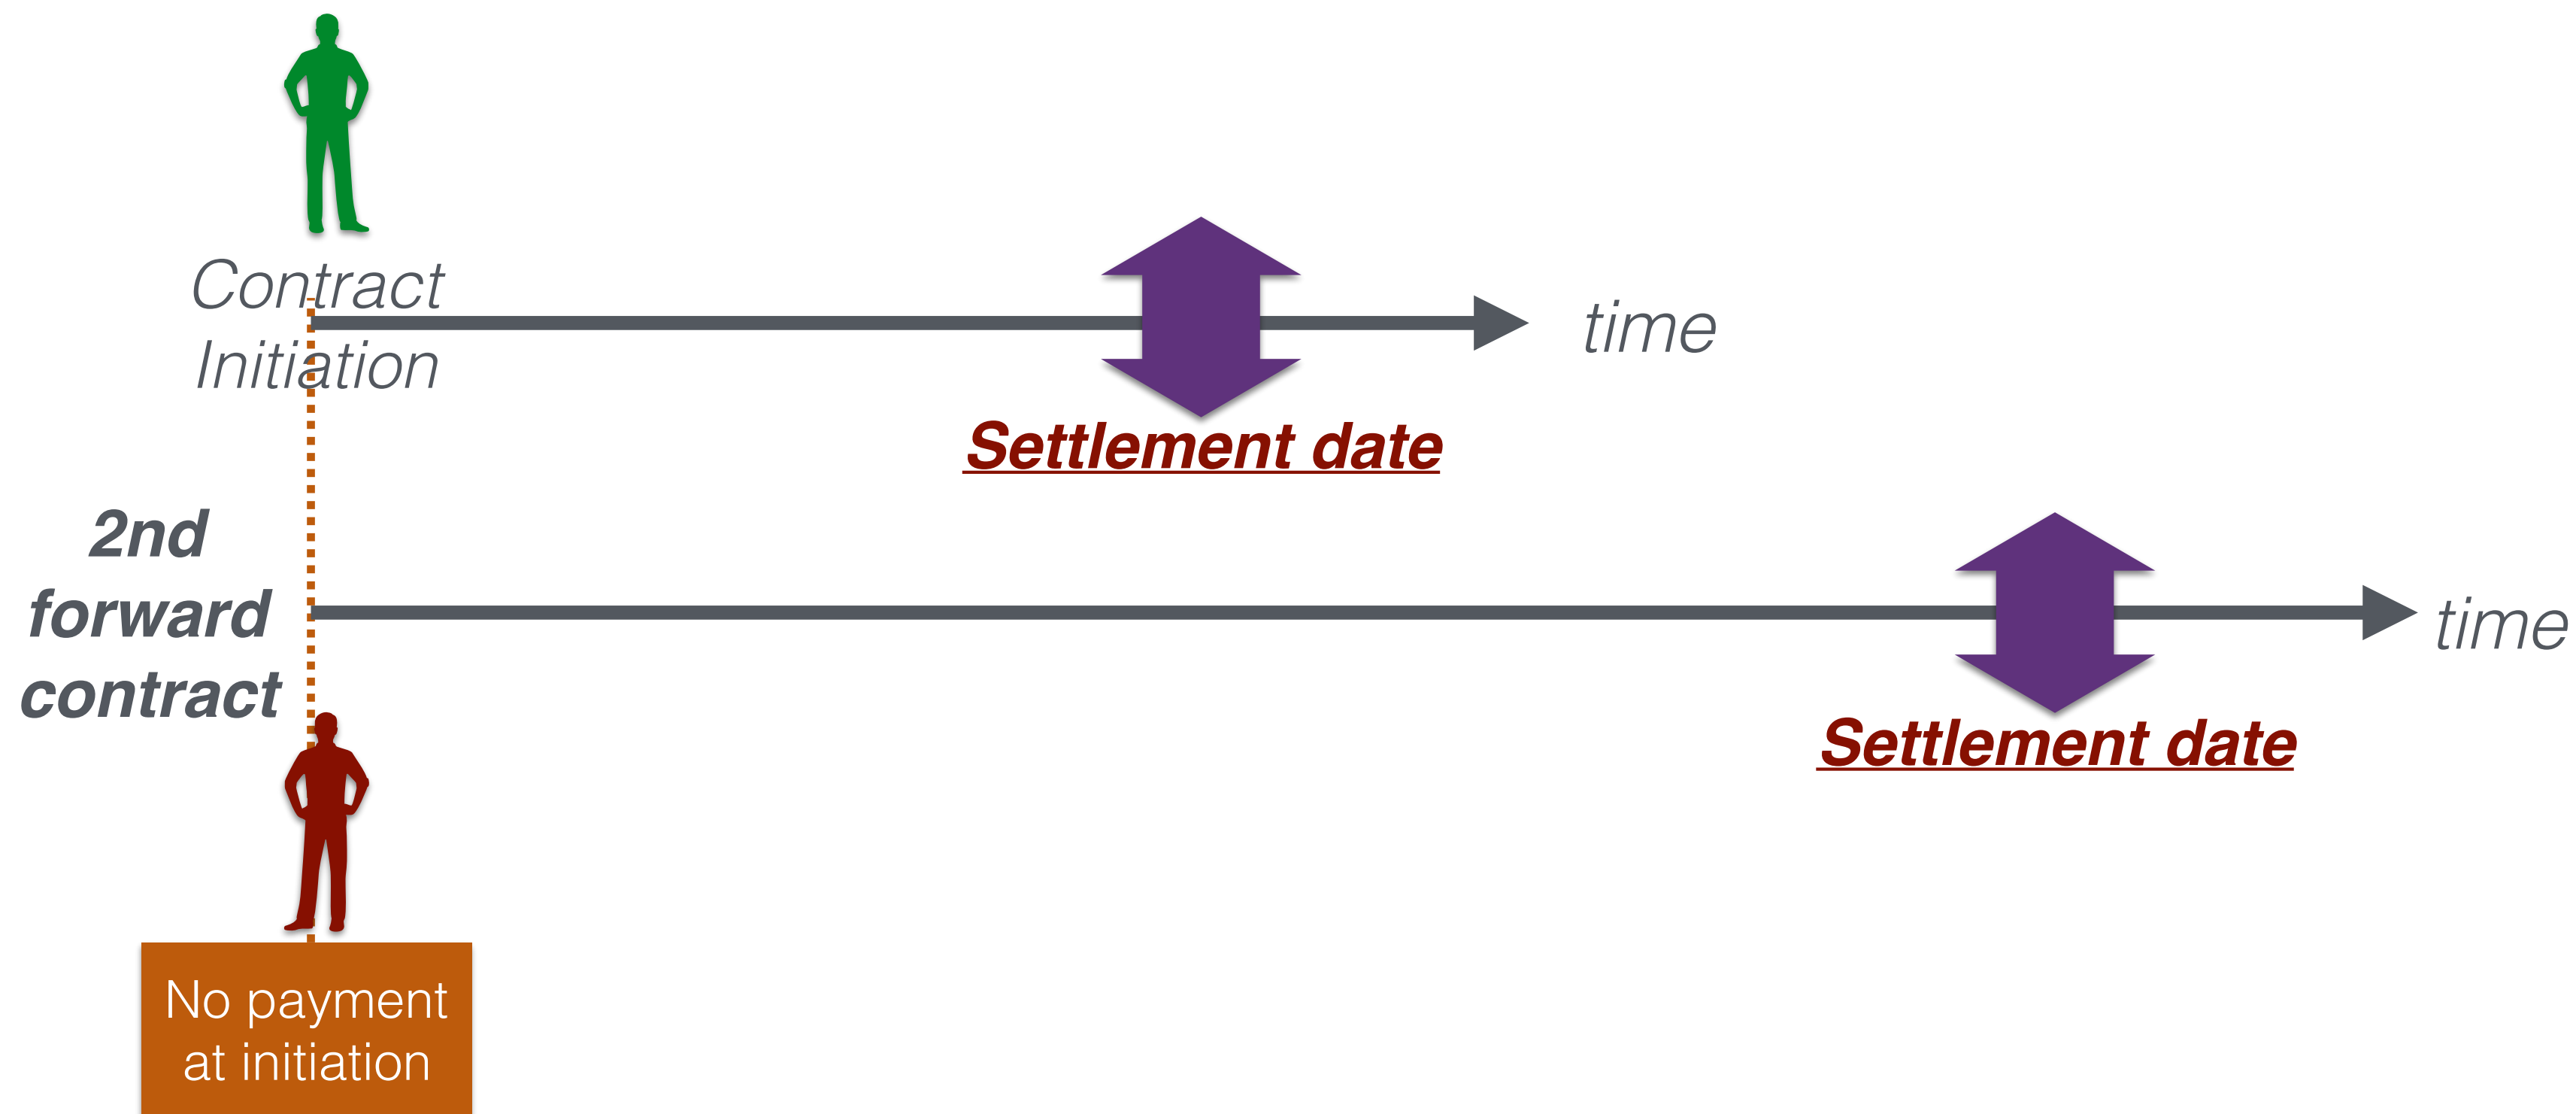 Contract
Initiation
time
Settlement date
2nd
forward
contract
time
Settlement date
No payment
at initiation